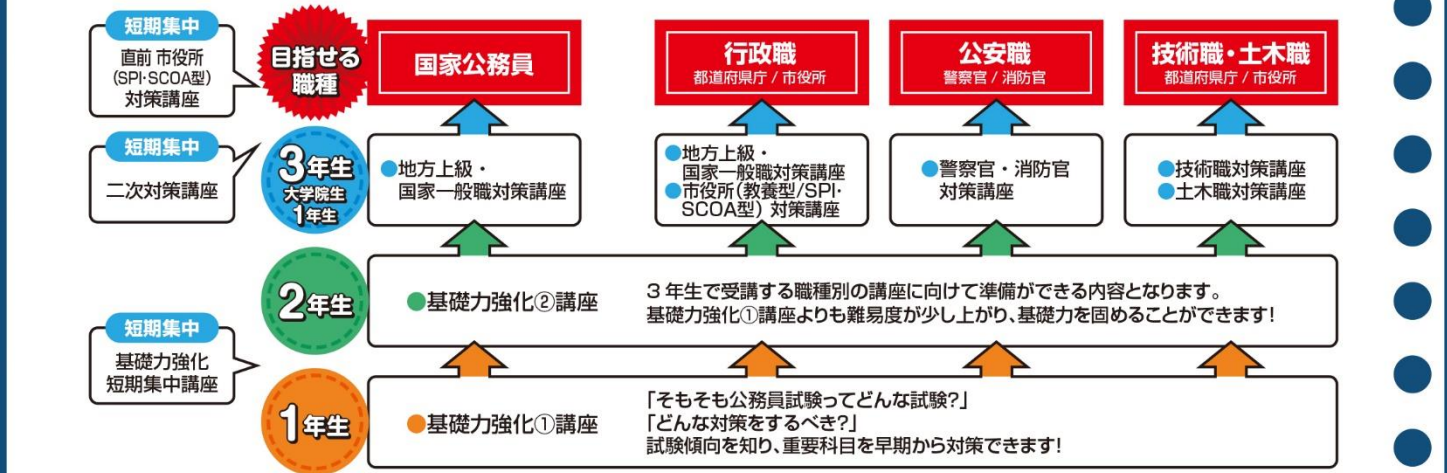 短期集中
直前 市役所
(SPI・SCOA型)
対策講座
目指せる
職種
国家公務員
行政職
都道府県庁 / 市役所
公安職
警察官 / 消防官
技術職・土木職
都道府県庁 / 市役所
短期集中
二次対策講座
3年生
大学院生
1年生
●地方上級・
国家一般職対策講座
●地方上級・
国家一般職対策講座
●市役所(教養型/SPI・
SCOA型) 対策講座
●警察官・消防官
対策講座
●技術職対策講座
●土木職対策講座
2年生
●基礎力強化②講座
3年生で受講する職種別の講座に向けて準備ができる内容となります。
基礎力強化①講座よりも難易度が少し上がり、基礎力を固めることができます!
短期集中
基礎力強化
短期集中講座
1年生
●基礎力強化①講座
「そもそも公務員試験ってどんな試験?」
「どんな対策をするべき?」
試験傾向を知り、重要科目を早期から対策できます!